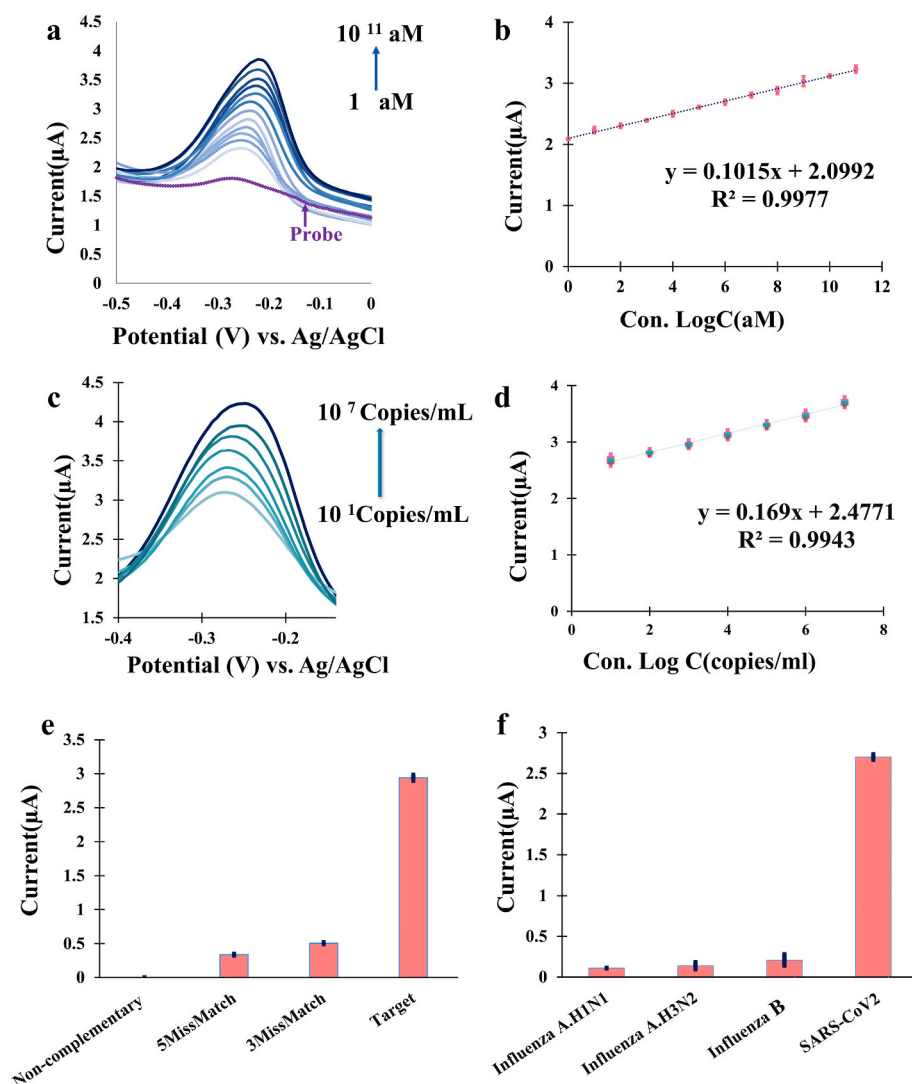 a
10 11 aM
1 aM
4.5
4
3.5
3
2.5
2
1.5
1
0.5
0
Current(µA)
Probe
-0.5
-0.4
-0.3
-0.2
-0.1
0
Potential (V) vs. Ag/AgCl
b
4
3
2
1
0
Current(µA)
y = 0.1015x + 2.0992
R² = 0.9977
0
2
4
6
8
10
12
Con. LogC(aM)
c
10 7 Copies/mL
10 1Copies/mL
4.5
4
3.5
3
2.5
2
1.5
Current(µA)
-0.4
-0.3
-0.2
Potential (V) vs. Ag/AgCl
d
4
3
2
1
0
Current(µA)
y = 0.169x + 2.4771
R² = 0.9943
0
2
4
6
8
Con. Log C(copies/ml)
e
3.5
3
2.5
2
1.5
1
0.5
0
Current(µA)
Non-complementary
5MissMatch
3MissMatch
Target
f
3
2.5
2
1.5
1
0.5
0
Current(µA)
Influenza A.H1N1
Influenza A.H3N2
Influenza B
SARS-CoV2